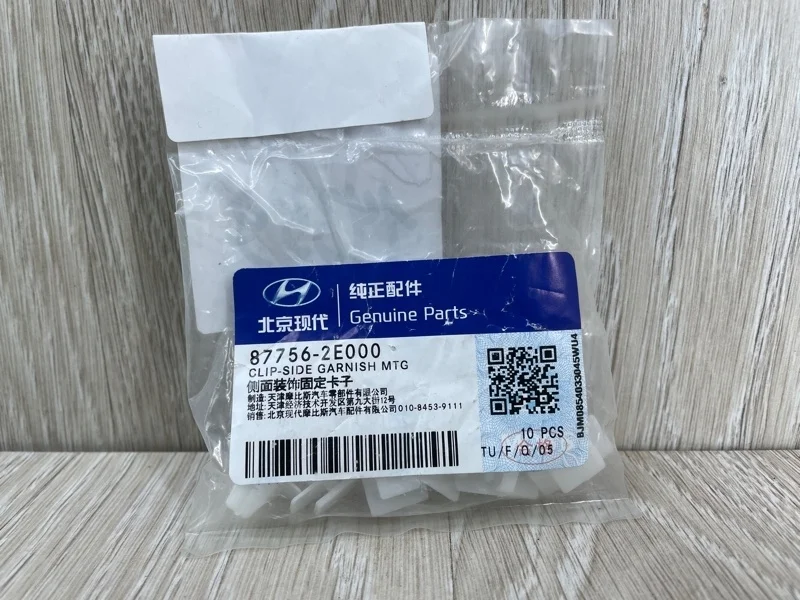 纯正配件
北京现代
Genuine Parts
87756-2E000
CLIP-SIDE GARNISH MTG
侧面装饰固定卡子
制造: 天津摩比斯汽车零部件有限公司
地址: 天津经济技术开发区第九大街12号
销售: 北京现代摩比斯汽车配件有限公司 010-8453-9111
10 PCS
TU/F/Q/05
BJM0854033045WU4